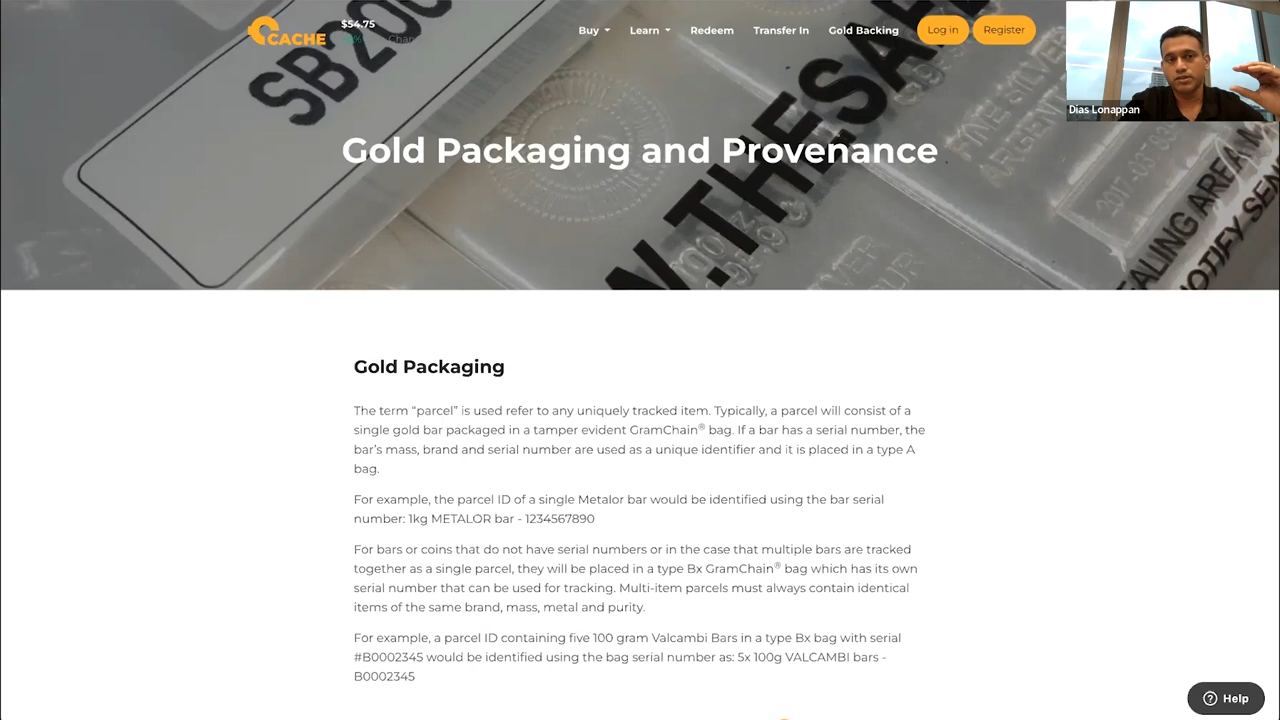 CACHE
$54.75
Buy
Learn
Redeem
Transfer In
Gold Backing
Log in
Register
Dias Lonappan
SB200
W.THESAF
FINE SILVER
SEALING AREA
NOTIFY SEN
Gold Packaging and Provenance
Gold Packaging
The term “parcel” is used refer to any uniquely tracked item. Typically, a parcel will consist of a
single gold bar packaged in a tamper evident GramChain® bag. If a bar has a serial number, the
bar’s mass, brand and serial number are used as a unique identifier and it is placed in a type A
bag.
For example, the parcel ID of a single Metalor bar would be identified using the bar serial
number: 1kg METALOR bar - 1234567890
For bars or coins that do not have serial numbers or in the case that multiple bars are tracked
together as a single parcel, they will be placed in a type Bx GramChain® bag which has its own
serial number that can be used for tracking. Multi-item parcels must always contain identical
items of the same brand, mass, metal and purity.
For example, a parcel ID containing five 100 gram Valcambi Bars in a type Bx bag with serial
#B0002345 would be identified using the bag serial number as: 5x 100g VALCAMBI bars -
B0002345
Help